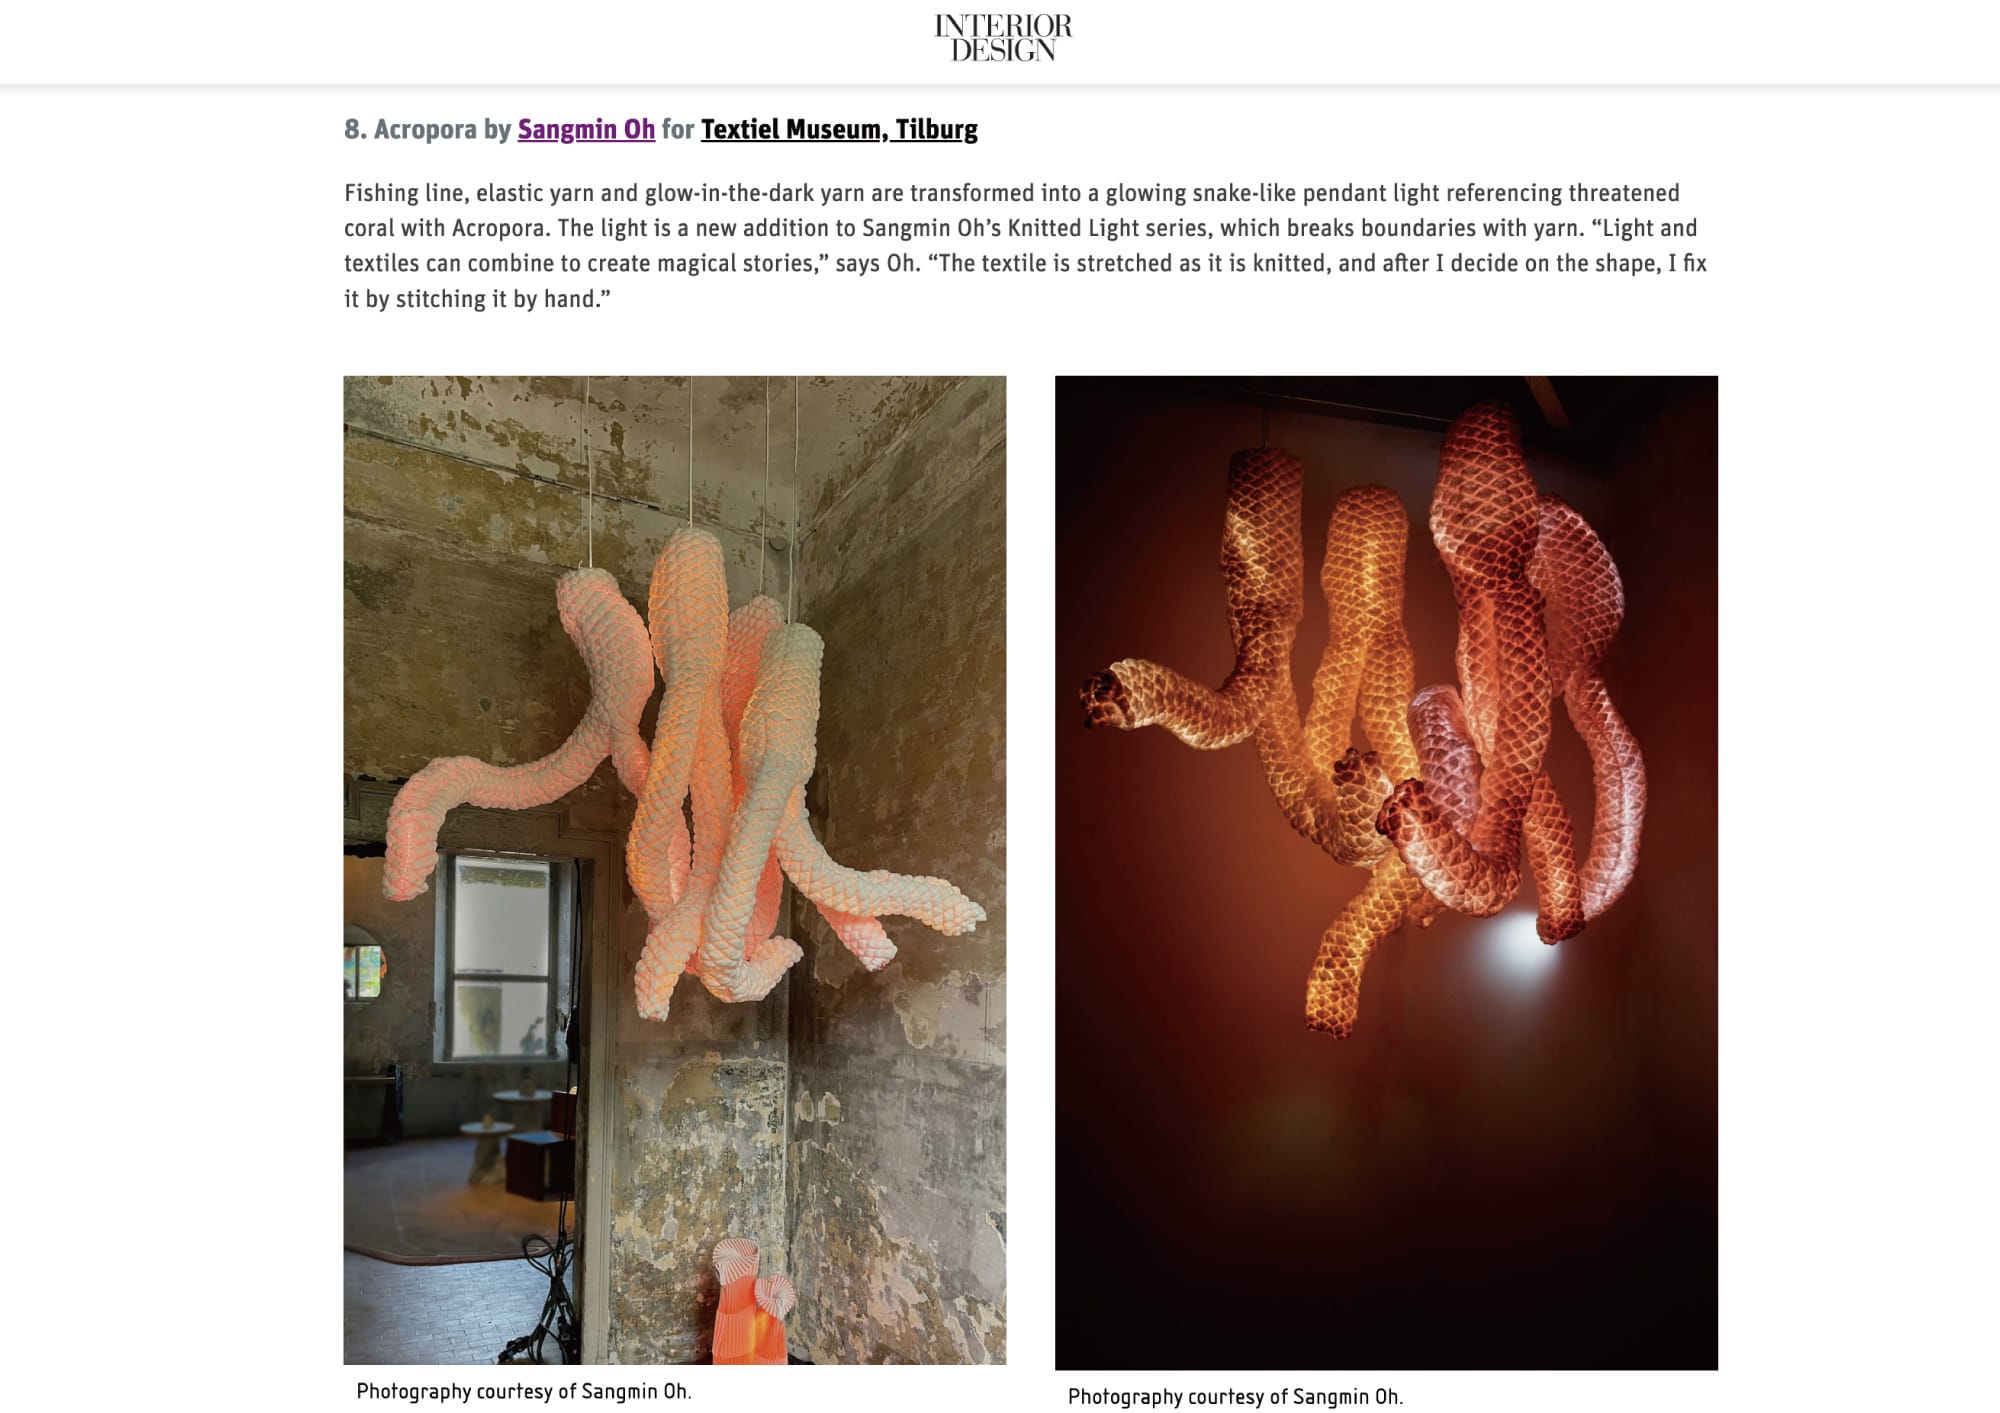 INTERIOR
DESIGN
8. Acropora by Sangmin Oh for Textiel Museum, Tilburg
Fishing line, elastic yarn and glow-in-the-dark yarn are transformed into a glowing snake-like pendant light referencing threatened
coral with Acropora. The light is a new addition to Sangmin Oh’s Knitted Light series, which breaks boundaries with yarn. “Light and
textiles can combine to create magical stories,” says Oh. “The textile is stretched as it is knitted, and after I decide on the shape, I fix
it by stitching it by hand.”
Photography courtesy of Sangmin Oh.
Photography courtesy of Sangmin Oh.